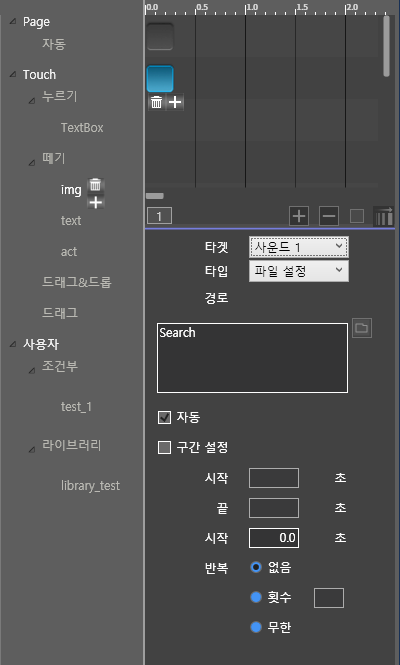 Page
자동
Touch
누르기
TextBox
떼기
img
text
act
드래그&드롭
드래그
사용자
조건부
test_1
라이브러리
library_test
0.0 0.5 1.0 1.5 2.0
1
타겟 사운드 1
타입 파일 설정
경로
Search
자동
구간 설정
시작 초
끝 초
시작 0.0 초
반복 없음
횟수
무한